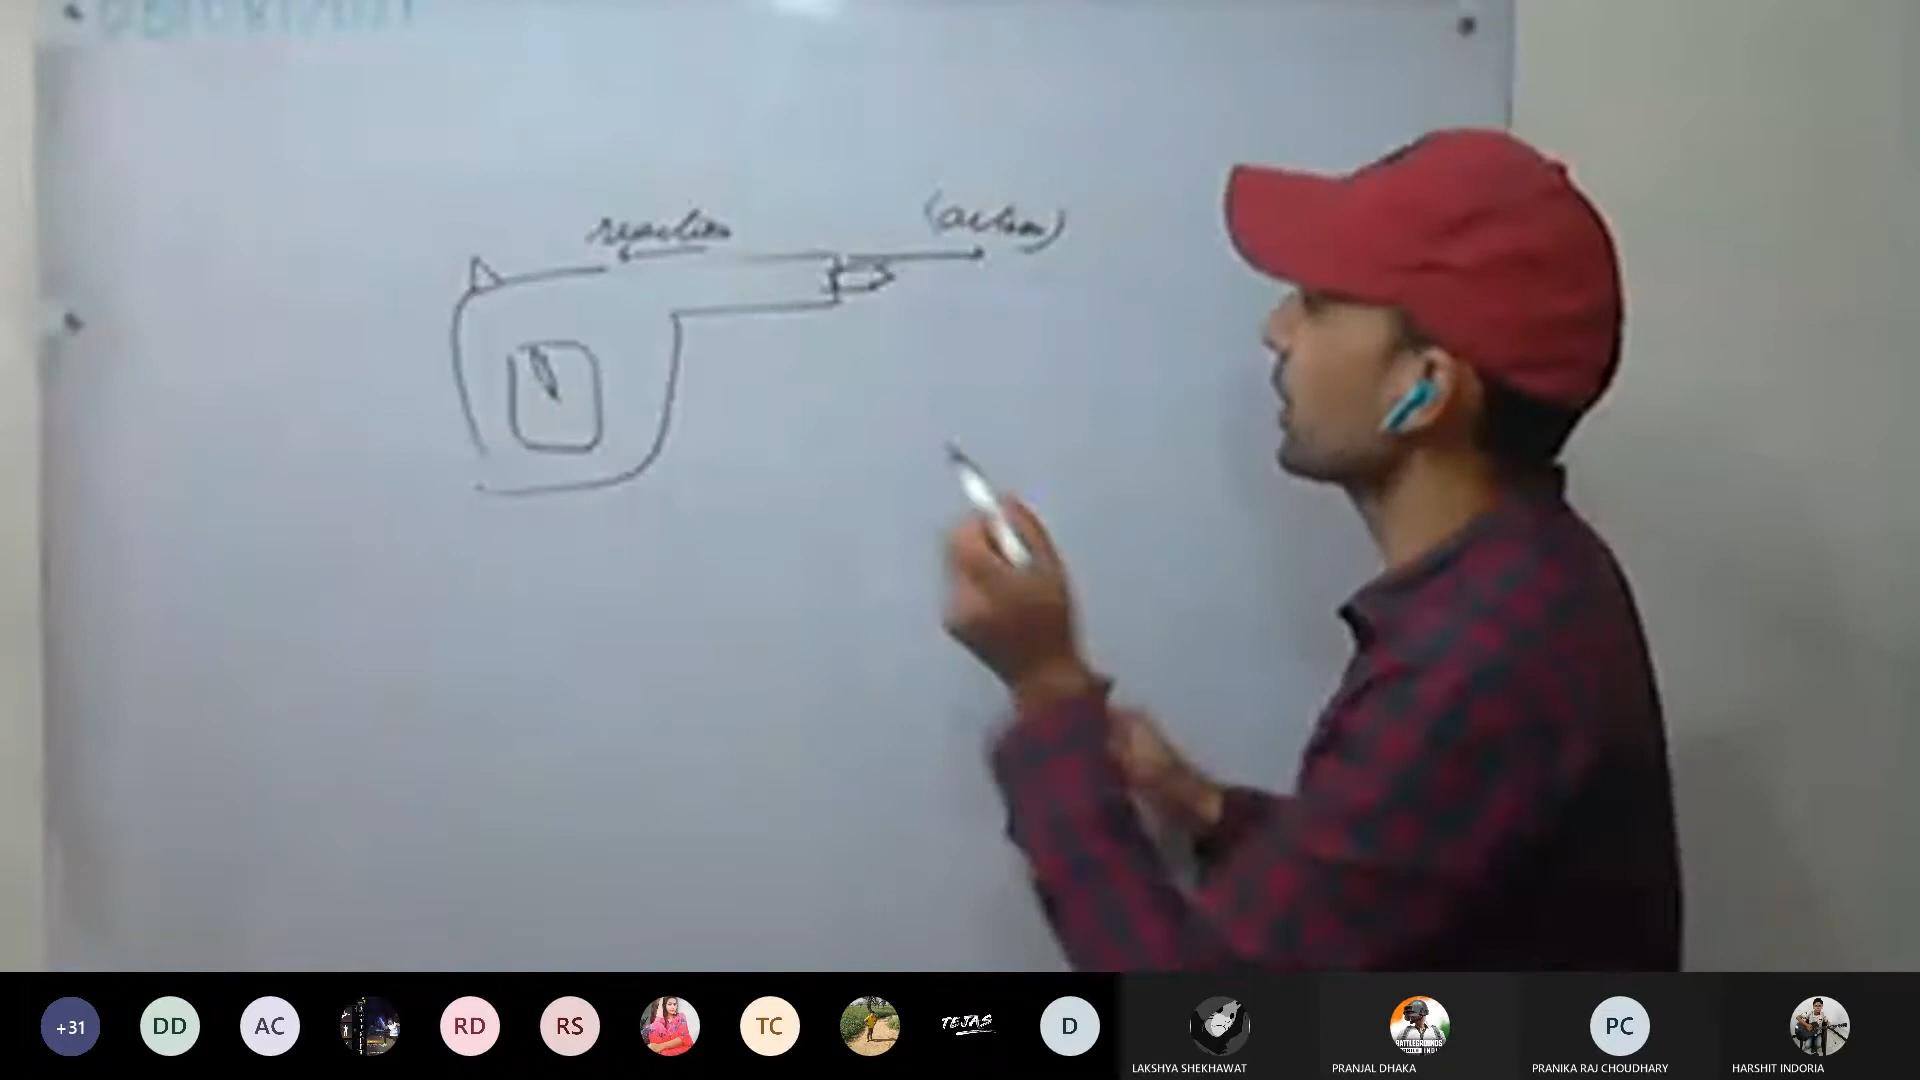 reaction
(action)
+31
DD
AC
RD
RS
TC
TEJAS
D
PC
LAKSHYA SHEKHAWAT
PRANJAL DHAKA
PRANIKA RAJ CHOUDHARY
HARSHIT INDORIA